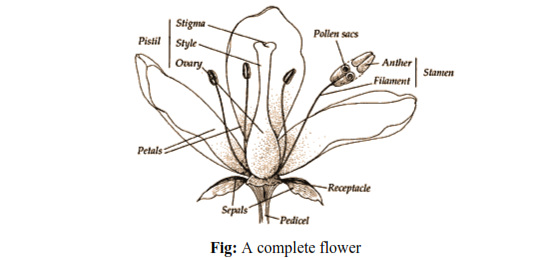 Stigma
Pistil
Style
Ovary
Pollen sacs
Anther
Filament
Stamen
Petals
Receptacle
Sepals
Pedicel
Fig: A complete flower